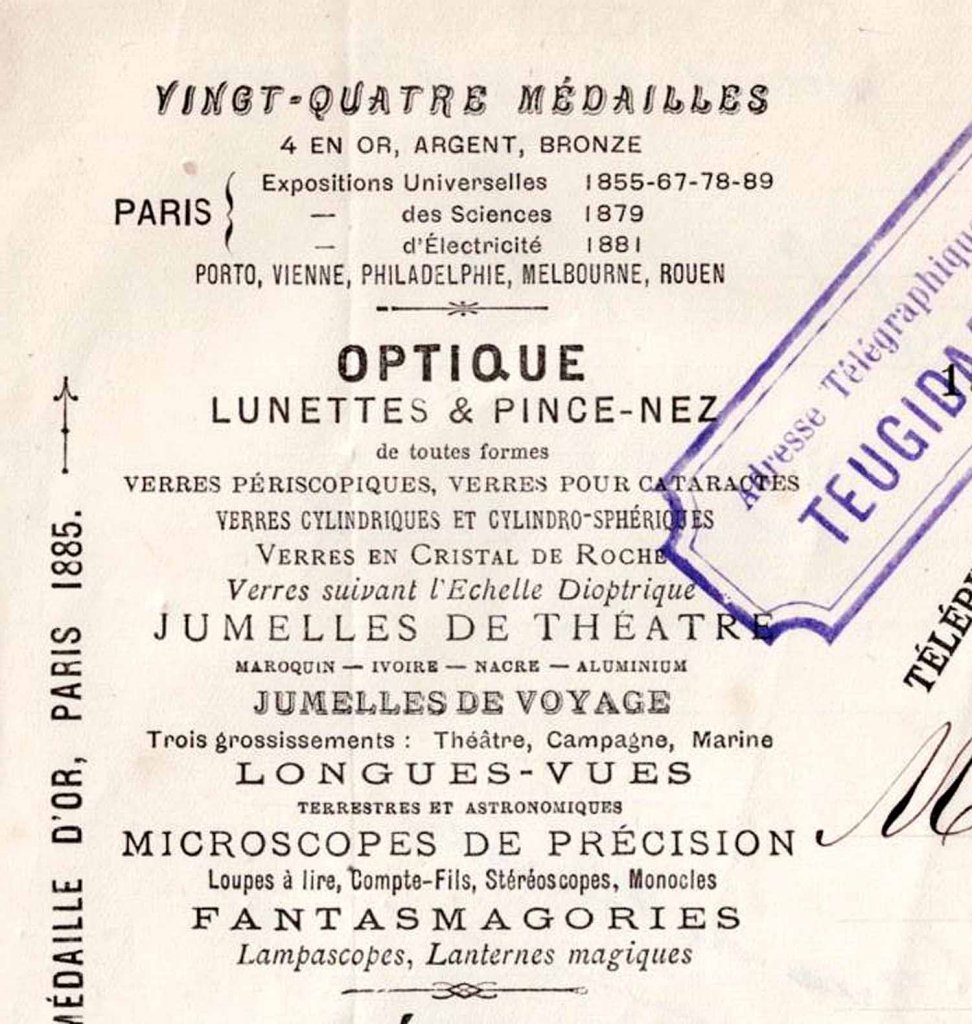 VINGT-QUATRE MÉDAILLES
4 EN OR, ARGENT, BRONZE
PARIS { Expositions Universelles 1855-67-78-89
— des Sciences 1879
— d'Électricité 1881
PORTO, VIENNE, PHILADELPHIE, MELBOURNE, ROUEN
OPTIQUE
LUNETTES & PINCE-NEZ
de toutes formes
VERRES PÉRISCOPIQUES, VERRES POUR CATARACTES
VERRES CYLINDRIQUES ET CYLINDRO-SPHÉRIQUES
VERRES EN CRISTAL DE ROCHE
Verres suivant l'Echelle Dioptrique
JUMELLES DE THÉATRE
MAROQUIN — IVOIRE — NACRE — ALUMINIUM
JUMELLES DE VOYAGE
Trois grossissements : Théâtre, Campagne, Marine
LONGUES-VUES
TERRESTRES ET ASTRONOMIQUES
MICROSCOPES DE PRÉCISION
Loupes à lire, Compte-Fils, Stéréoscopes, Monocles
FANTASMAGORIES
Lampascopes, Lanternes magiques
MÉDAILLE D'OR, PARIS 1885.
Adresse Télégraphique
TEUGIDA
1,
TÉLÉP
M